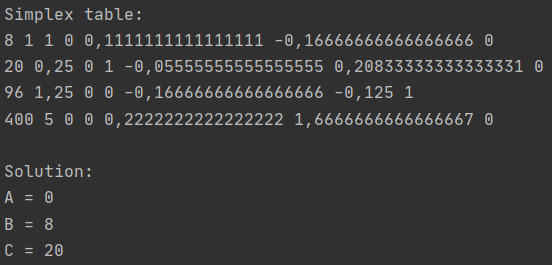 Simplex table:
8 1 1 0 0,1111111111111111 -0,16666666666666666 0
20 0,25 0 1 -0,05555555555555555 0,20833333333333331 0
96 1,25 0 0 -0,16666666666666666 -0,125 1
400 5 0 0 0,2222222222222222 1,6666666666666667 0
Solution:
A = 0
B = 8
C = 20